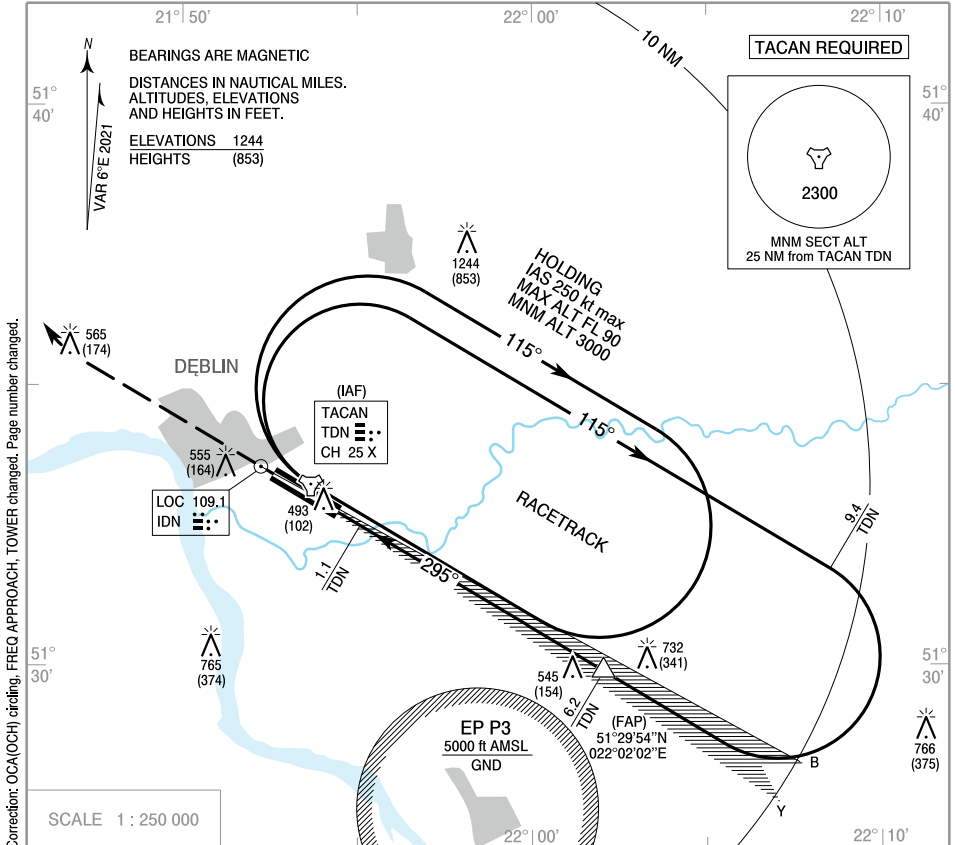 21° 50'
22° 00'
22° 10'
N
VAR 6°E 2021
BEARINGS ARE MAGNETIC
DISTANCES IN NAUTICAL MILES.
ALTITUDES, ELEVATIONS
AND HEIGHTS IN FEET.
ELEVATIONS 1244
HEIGHTS (853)
10 NM
TACAN REQUIRED
2300
MNM SECT ALT
25 NM from TACAN TDN
51°
40'
51°
40'
1244
(853)
HOLDING
IAS 250 kt max
MAX ALT FL 90
MNM ALT 3000
115°
115°
565
(174)
DĘBLIN
(IAF)
TACAN
TDN
CH 25 X
555
(164)
LOC 109.1
IDN
493
(102)
RACETRACK
9.4
TDN
1.1
TDN
295°
765
(374)
51°
30'
51°
30'
732
(341)
545
(154)
6.2
TDN
(FAP)
51°29'54"N
022°02'02"E
EP P3
5000 ft AMSL
GND
766
(375)
B
Y
SCALE 1 : 250 000
22° 00'
22° 10'
Correction: OCA(OCH) circling, FREQ APPROACH, TOWER changed. Page number changed.